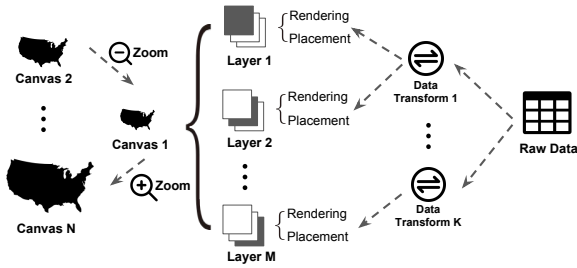 Canvas 2
Zoom
Canvas 1
Zoom
Canvas N
Layer 1
Rendering
Placement
Layer 2
Rendering
Placement
Layer M
Rendering
Placement
Data
Transform 1
Data
Transform K
Raw Data